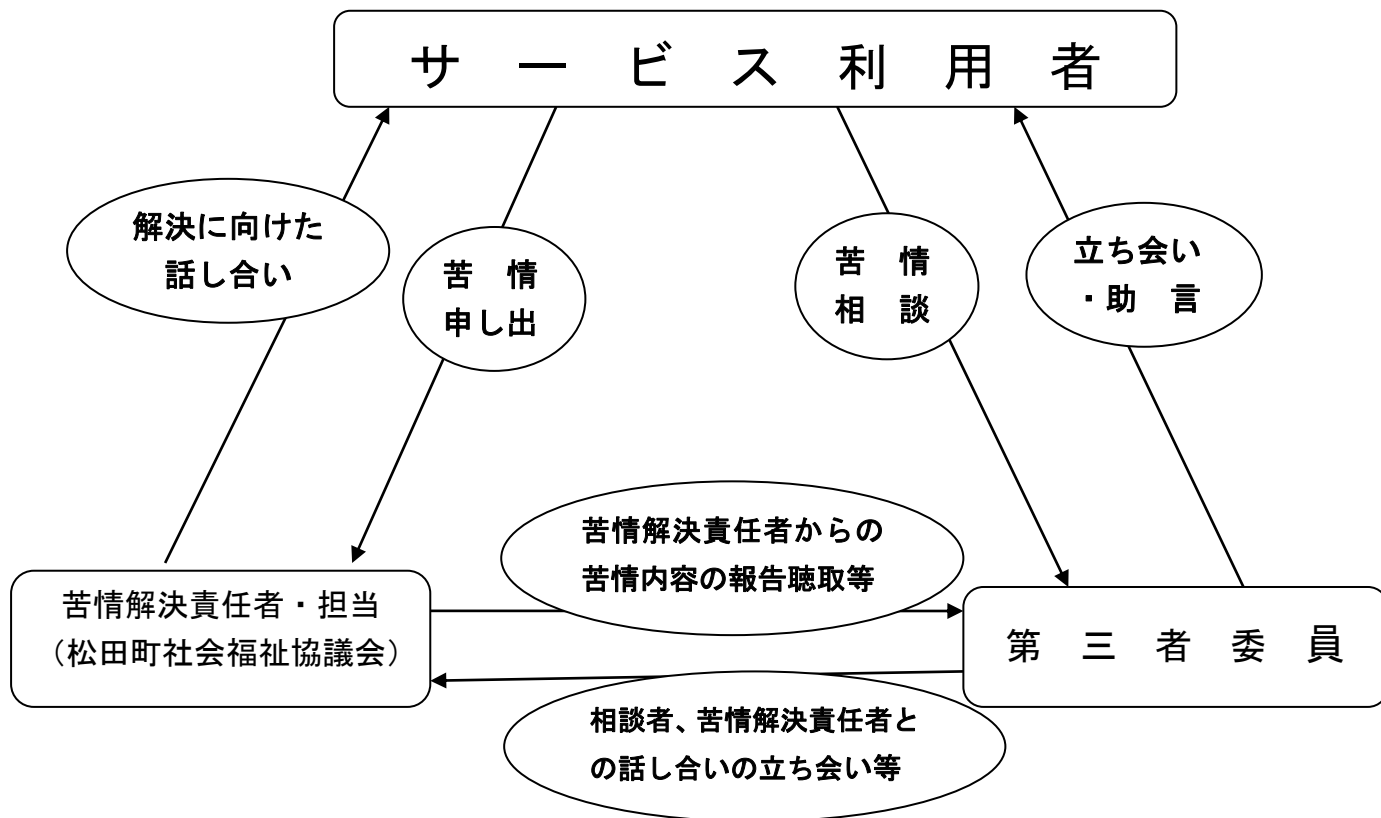 サービス利用者
解決に向けた
話し合い
苦情
申し出
苦情
相談
立ち会い
・助言
苦情解決責任者からの
苦情内容の報告聴取等
苦情解決責任者・担当
（松田町社会福祉協議会）
第三者委員
相談者、苦情解決責任者と
の話し合いの立ち会い等